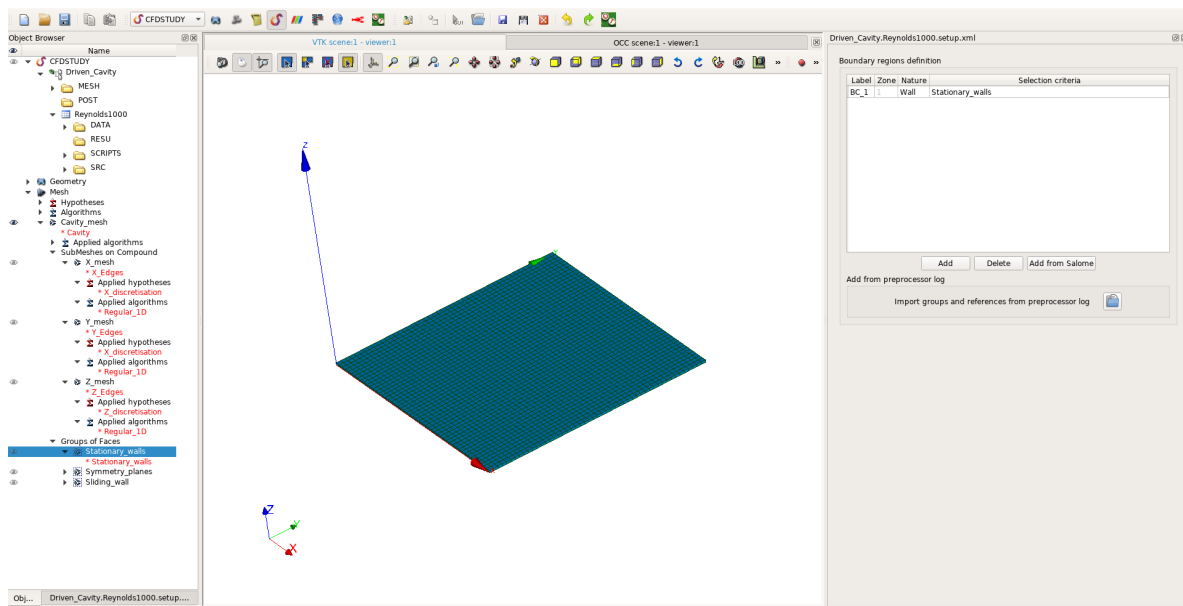 CFDSTUDY
Object Browser
Name
CFDSTUDY
Driven_Cavity
MESH
POST
Reynolds1000
DATA
RESU
SCRIPTS
SRC
Geometry
Mesh
Hypotheses
Algorithms
Cavity_mesh
* Cavity
Applied algorithms
SubMeshes on Compound
X_mesh
* X_Edges
Applied hypotheses
* X_discretisation
Applied algorithms
* Regular_1D
Y_mesh
* Y_Edges
Applied hypotheses
* X_discretisation
Applied algorithms
* Regular_1D
Z_mesh
* Z_Edges
Applied hypotheses
* Z_discretisation
Applied algorithms
* Regular_1D
Groups of Faces
Stationary_walls
* Stationary_walls
Symmetry_planes
Sliding_wall
Obj...
Driven_Cavity.Reynolds1000.setup....
VTK scene:1 - viewer:1
OCC scene:1 - viewer:1
»
»
Z
Z
Y
X
Driven_Cavity.Reynolds1000.setup.xml
Boundary regions definition
Label Zone Nature Selection criteria
BC_1 1 Wall Stationary_walls
Add Delete Add from Salome
Add from preprocessor log
Import groups and references from preprocessor log